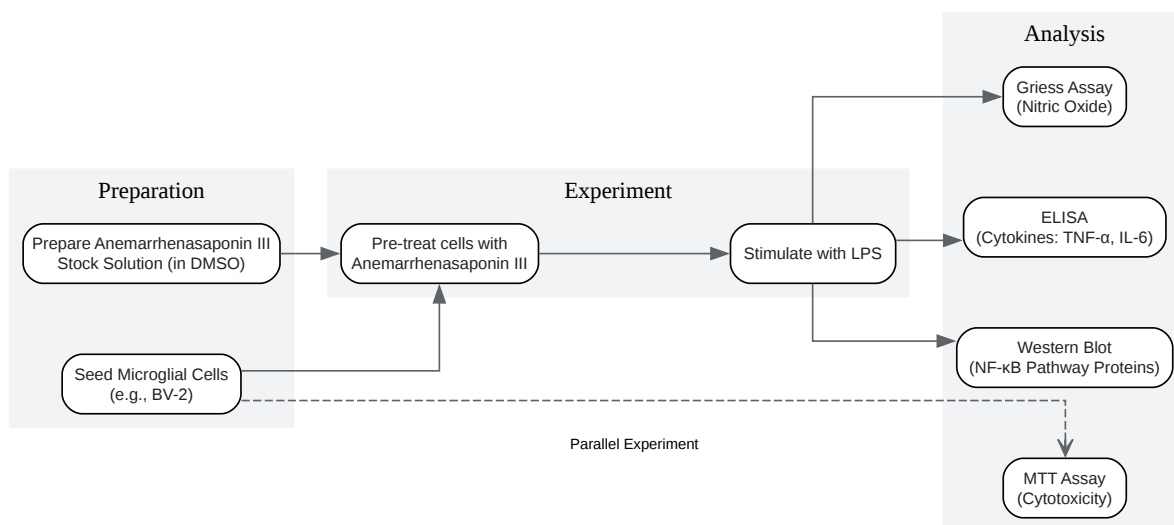 Preparation
Prepare Anemarrhenasaponin III
Stock Solution (in DMSO)
Seed Microglial Cells
(e.g., BV-2)
Experiment
Pre-treat cells with
Anemarrhenasaponin III
Stimulate with LPS
Analysis
Griess Assay
(Nitric Oxide)
ELISA
(Cytokines: TNF-α, IL-6)
Western Blot
(NF-κB Pathway Proteins)
MTT Assay
(Cytotoxicity)
Parallel Experiment